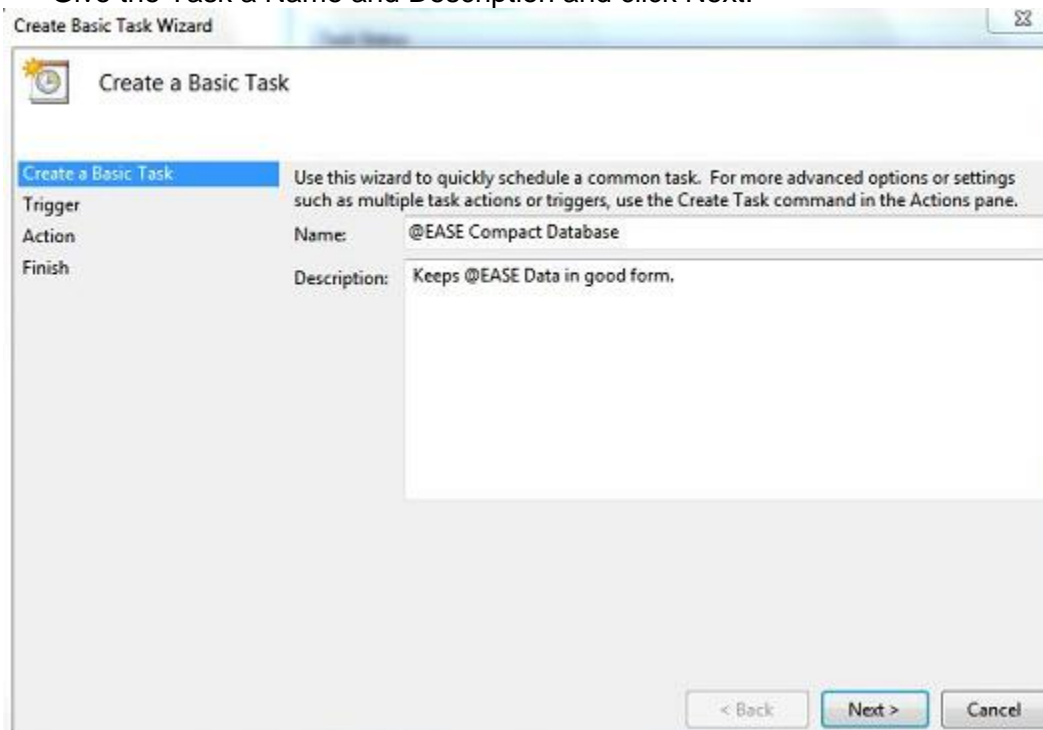 Give the Task a Name and Description and click Next.
Create Basic Task Wizard
Create a Basic Task
Create a Basic Task
Trigger
Action
Finish
Use this wizard to quickly schedule a common task. For more advanced options or settings
such as multiple task actions or triggers, use the Create Task command in the Actions pane.
Name: @EASE Compact Database
Description: Keeps @EASE Data in good form.
< Back Next > Cancel